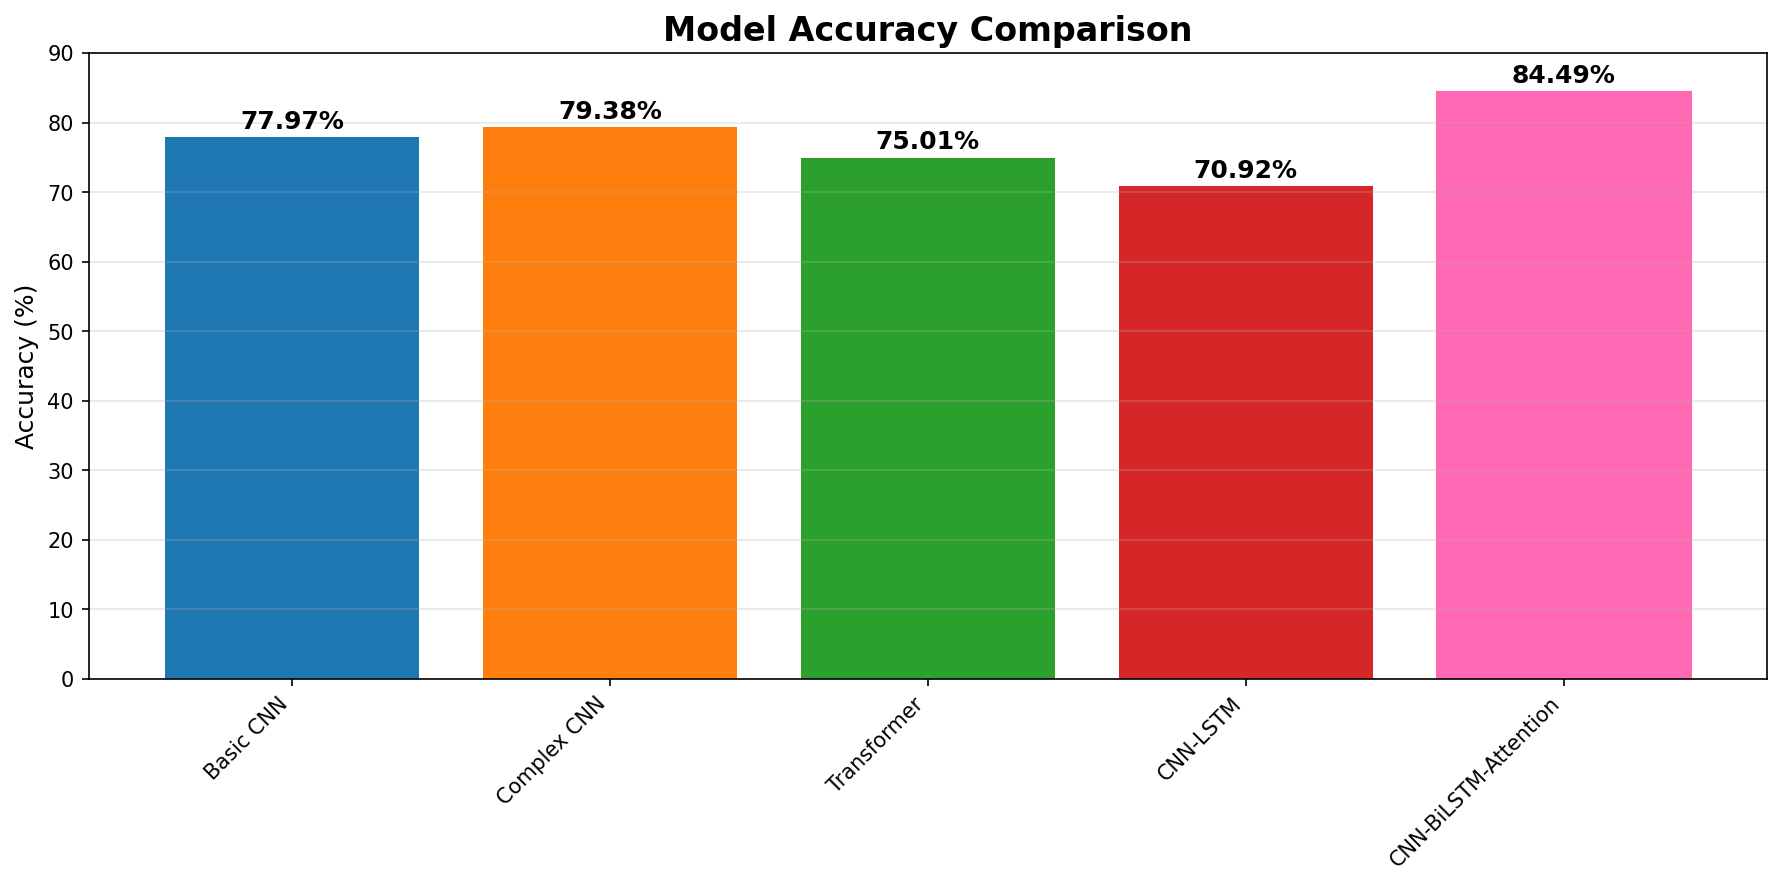 Model Accuracy Comparison
Accuracy (%)
90
80
70
60
50
40
30
20
10
0
77.97%
79.38%
75.01%
70.92%
84.49%
Basic CNN
Complex CNN
Transformer
CNN-LSTM
CNN-BiLSTM-Attention